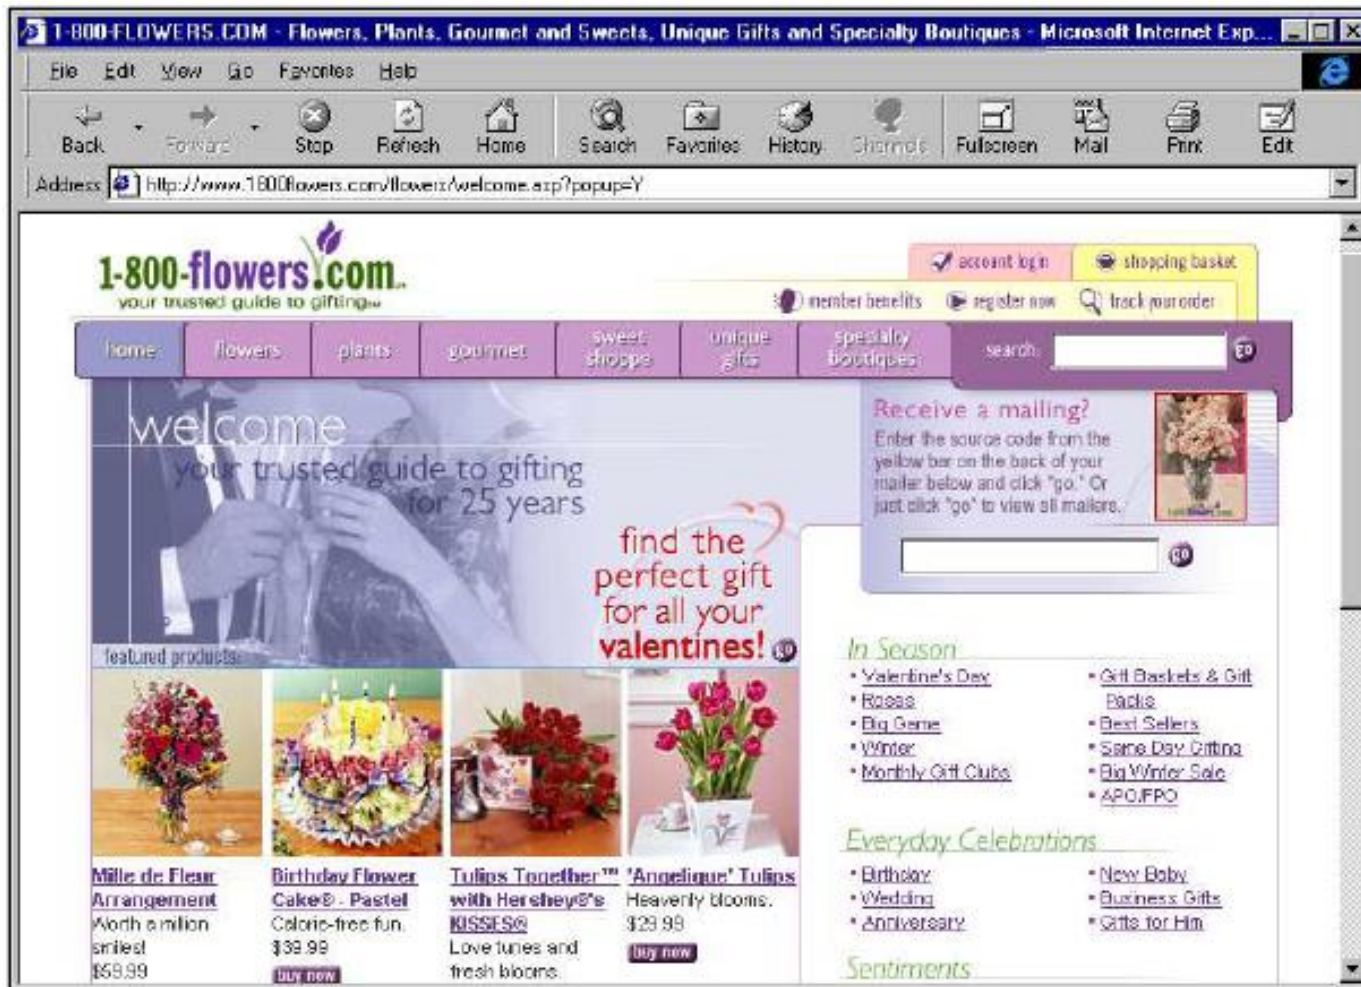 1-800-FLOWERS.COM - Flowers, Plants, Gourmet and Sweets, Unique Gifts and Specialty Boutiques - Microsoft Internet Exp...
File Edit View Go Favorites Help
Back Forward Stop Refresh Home Search Favorites History Channels Fullscreen Mail Print Edit
Address http://www.1800flowers.com/flowers/welcome.asp?popup=Y
1-800-flowers.com
your trusted guide to gifting
account login shopping basket
member benefits register now track your order
home flowers plants gourmet sweet shoppe unique gifts specialty boutiques search: go
welcome
your trusted guide to gifting
for 25 years
find the
perfect gift
for all your
valentines! go
featured products:
Receive a mailing?
Enter the source code from the
yellow bar on the back of your
mailer below and click "go." Or
just click "go" to view all mailers.
go
In Season
• Valentine's Day
• Roses
• Big Game
• Winter
• Monthly Gift Clubs
• Gift Baskets & Gift
Packs
• Best Sellers
• Same Day Gifting
• Big Winter Sale
• APO/FPO
Everyday Celebrations
• Birthday
• Wedding
• Anniversary
• New Baby
• Business Gifts
• Gifts for Him
Sentiments
Mille de Fleur
Arrangement
Worth a million
smiles!
$59.99
Birthday Flower
Cake® - Pastel
Calorie-free fun.
$39.99
buy now
Tulips Together™
with Hershey®'s
KISSES®
Love tunes and
fresh blooms.
'Angelique' Tulips
Heavenly blooms.
$29.99
buy now